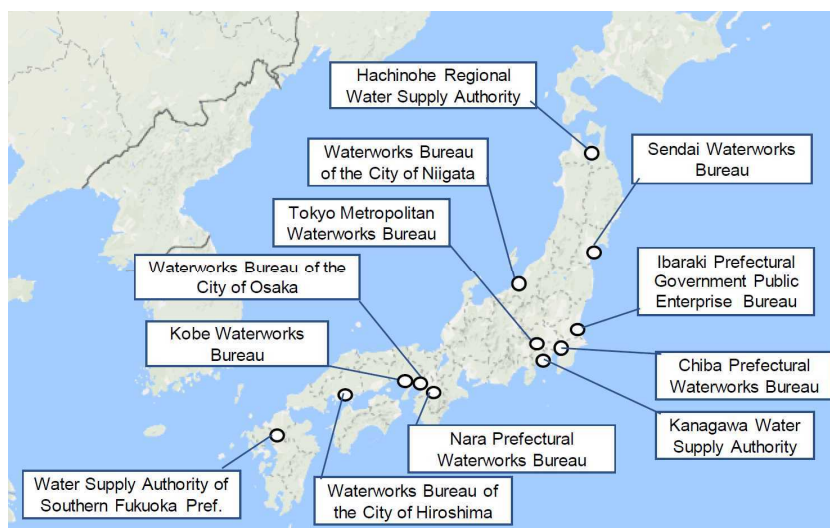 Hachinohe Regional
Water Supply Authority
Waterworks Bureau
of the City of Niigata
Sendai Waterworks
Bureau
Tokyo Metropolitan
Waterworks Bureau
Ibaraki Prefectural
Government Public
Enterprise Bureau
Waterworks Bureau of the
City of Osaka
Kobe Waterworks
Bureau
Chiba Prefectural
Waterworks Bureau
Kanagawa Water
Supply Authority
Nara Prefectural
Waterworks Bureau
Water Supply Authority of
Southern Fukuoka Pref.
Waterworks Bureau of
the City of Hiroshima